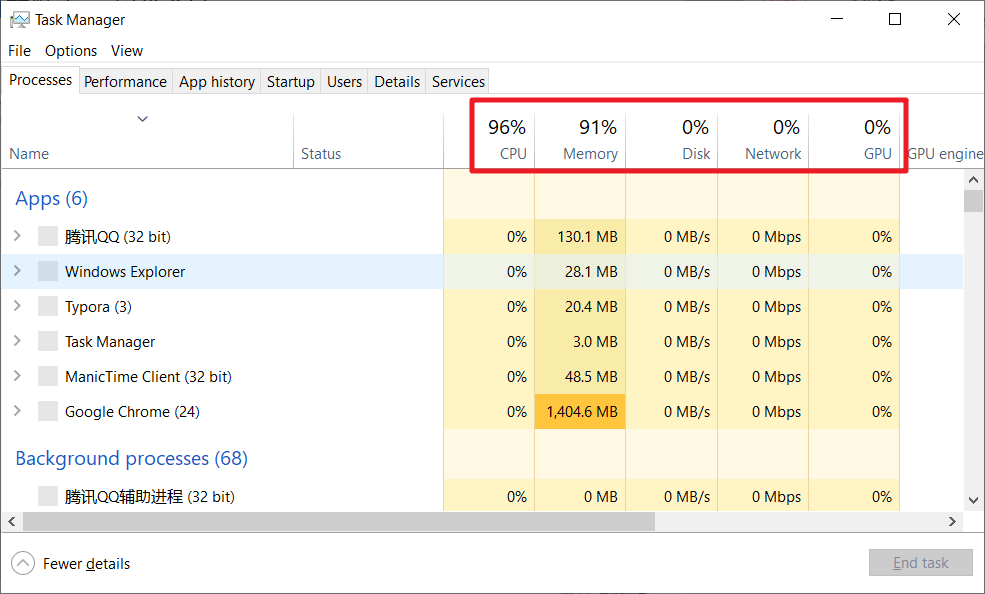 Task Manager
File Options View
Processes Performance App history Startup Users Details Services
96% 91% 0% 0% 0%
Name Status CPU Memory Disk Network GPU GPU engine
Apps (6)
腾讯QQ (32 bit) 0% 130.1 MB 0 MB/s 0 Mbps 0%
Windows Explorer 0% 28.1 MB 0 MB/s 0 Mbps 0%
Typora (3) 0% 20.4 MB 0 MB/s 0 Mbps 0%
Task Manager 0% 3.0 MB 0 MB/s 0 Mbps 0%
ManicTime Client (32 bit) 0% 48.5 MB 0 MB/s 0 Mbps 0%
Google Chrome (24) 0% 1,404.6 MB 0 MB/s 0 Mbps 0%
Background processes (68)
腾讯QQ辅助进程 (32 bit) 0% 0 MB 0 MB/s 0 Mbps 0%
Fewer details End task